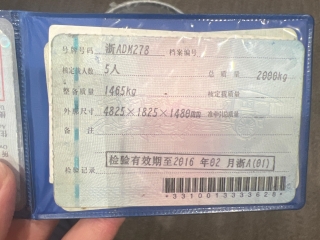 号牌号码 浙ADM278 档案编号
核定载人数 5人 总质量 2000kg
整备质量 1465kg 核定载质量
外廓尺寸 4825×1825×1480mm 准牵引总质量
备注
检验有效期至2016年02月浙A(01)
检验记录
*3310013333628*